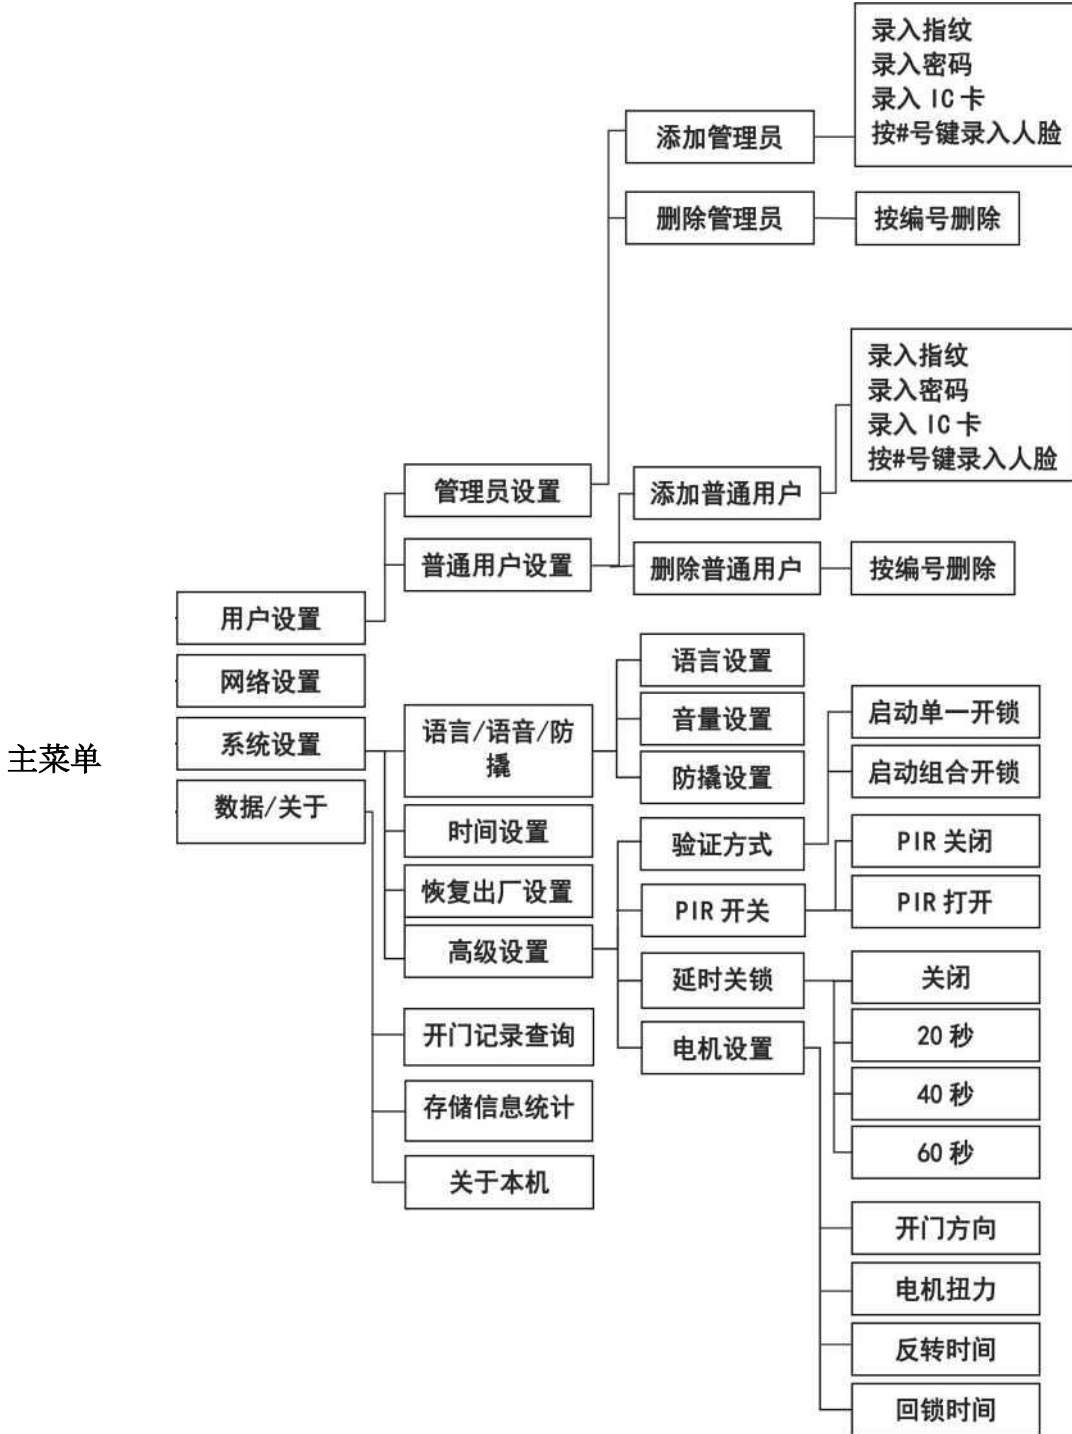 录入指纹
录入密码
录入 IC 卡
按#号键录入人脸
添加管理员
删除管理员
按编号删除
录入指纹
录入密码
录入 IC 卡
按#号键录入人脸
管理员设置
添加普通用户
普通用户设置
删除普通用户
按编号删除
用户设置
网络设置
系统设置
数据/关于
主菜单
语言/语音/防
撬
语言设置
音量设置
防撬设置
时间设置
恢复出厂设置
高级设置
验证方式
启动单一开锁
启动组合开锁
PIR 开关
PIR 关闭
PIR 打开
延时关锁
关闭
20 秒
40 秒
60 秒
电机设置
开门方向
电机扭力
反转时间
回锁时间
开门记录查询
存储信息统计
关于本机